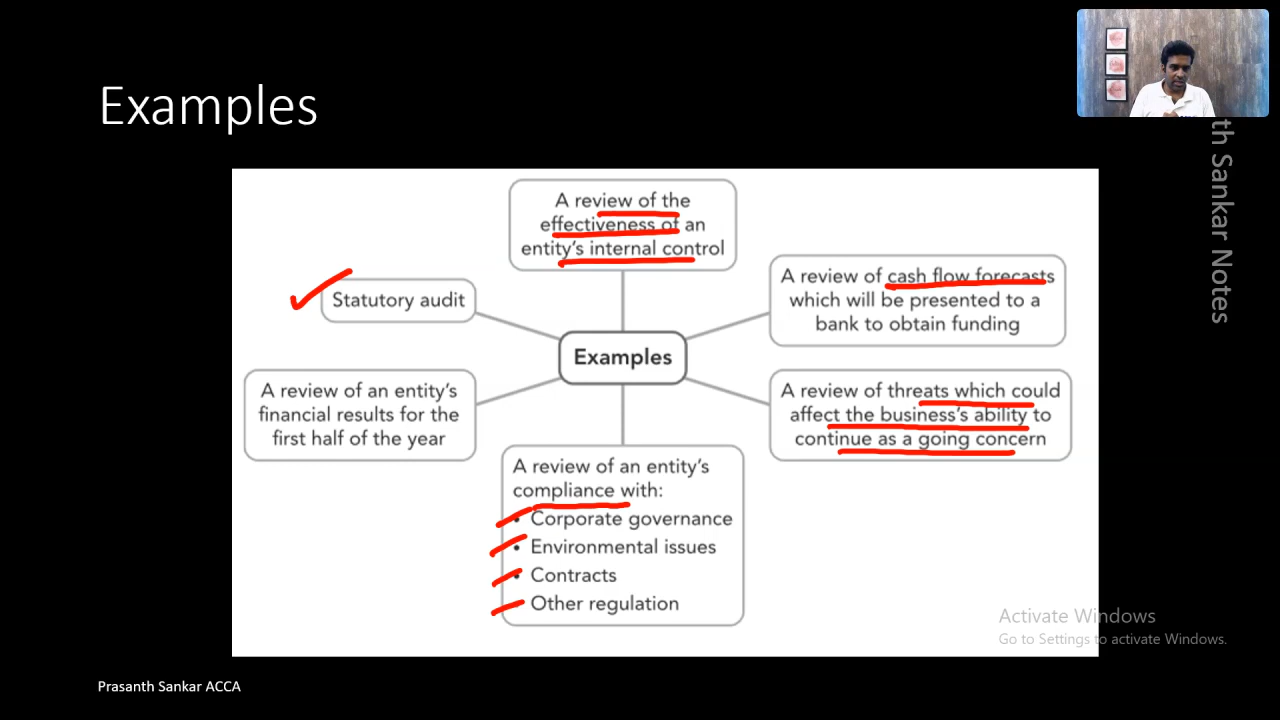 Examples
A review of the
effectiveness of an
entity's internal control
Statutory audit
A review of cash flow forecasts
which will be presented to a
bank to obtain funding
Examples
A review of an entity's
financial results for the
first half of the year
A review of threats which could
affect the business's ability to
continue as a going concern
A review of an entity's
compliance with:
• Corporate governance
• Environmental issues
• Contracts
• Other regulation
th Sankar Notes
Activate Windows
Go to Settings to activate Windows.
Prasanth Sankar ACCA